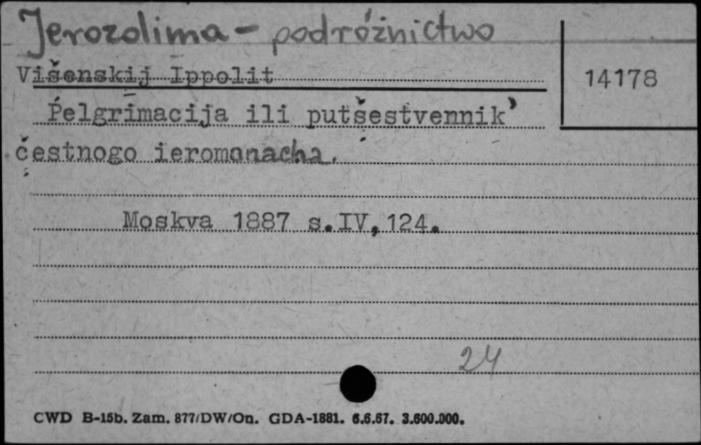 Jerozolima - podróżnictwo
Višenskij Ippolit
14178
Pelgrimacija ili putšestvennik'
čestnogo ieromonacha.
Moskva 1887 s.IV,124.
24
CWD B-15b. Zam. 877/DW/On. GDA-1881. 6.6.67. 3.600.000.